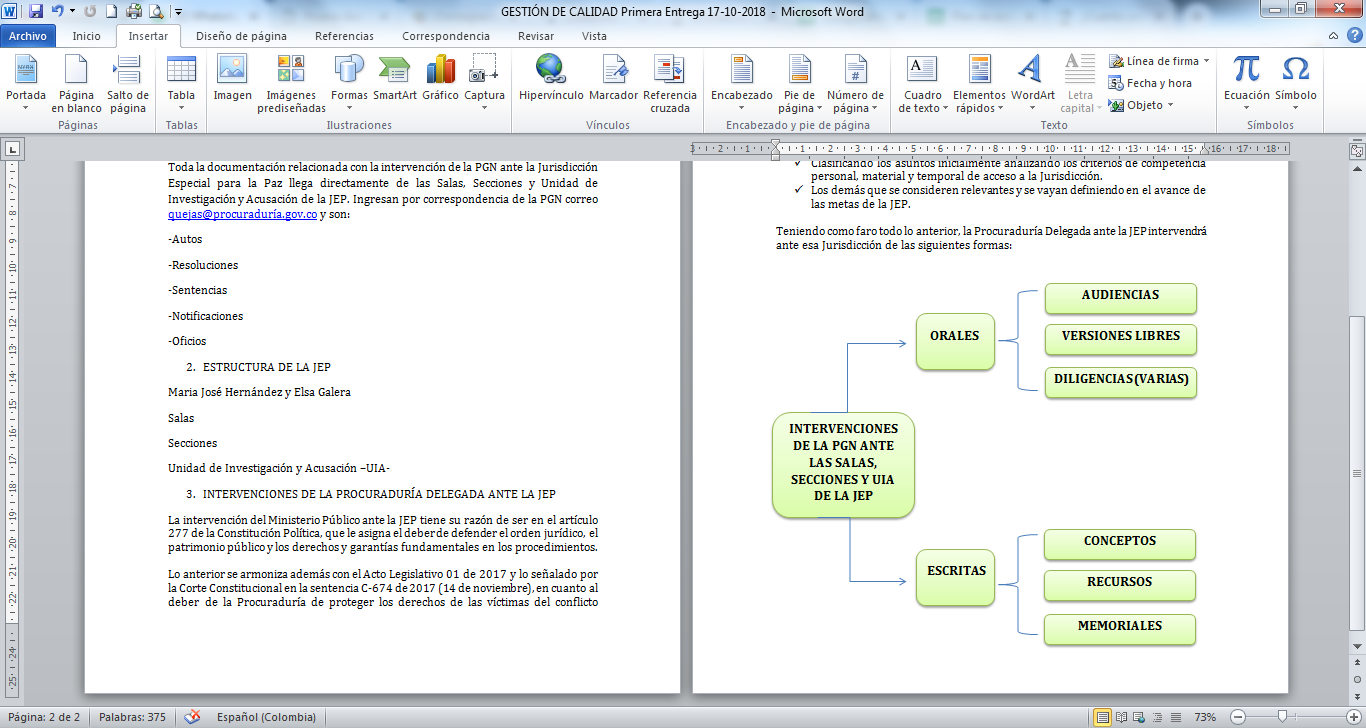 GESTIÓN DE CALIDAD Primera Entrega 17-10-2018 - Microsoft Word
Archivo Inicio Insertar Diseño de página Referencias Correspondencia Revisar Vista
Portada
Página en blanco
Salto de página
Páginas
Tabla
Tablas
Imagen
Imágenes prediseñadas
Formas
SmartArt
Gráfico
Captura
Ilustraciones
Hipervínculo
Marcador
Referencia cruzada
Vínculos
Encabezado
Pie de página
Número de página
Encabezado y pie de página
Cuadro de texto
Elementos rápidos
WordArt
Letra capital
Línea de firma
Fecha y hora
Objeto
Texto
Ecuación
Símbolo
Símbolos
Toda la documentación relacionada con la intervención de la PGN ante la Jurisdicción
Especial para la Paz llega directamente de las Salas, Secciones y Unidad de
Investigación y Acusación de la JEP. Ingresan por correspondencia de la PGN correo
quejas@procuraduría.gov.co y son:
-Autos
-Resoluciones
-Sentencias
-Notificaciones
-Oficios
2. ESTRUCTURA DE LA JEP
Maria José Hernández y Elsa Galera
Salas
Secciones
Unidad de Investigación y Acusación –UIA-
3. INTERVENCIONES DE LA PROCURADURÍA DELEGADA ANTE LA JEP
La intervención del Ministerio Público ante la JEP tiene su razón de ser en el artículo
277 de la Constitución Política, que le asigna el deber de defender el orden jurídico, el
patrimonio público y los derechos y garantías fundamentales en los procedimientos.
Lo anterior se armoniza además con el Acto Legislativo 01 de 2017 y lo señalado por
la Corte Constitucional en la sentencia C-674 de 2017 (14 de noviembre), en cuanto al
deber de la Procuraduría de proteger los derechos de las víctimas del conflicto
✓ Clasificando los asuntos inicialmente analizando los criterios de competencia
personal, material y temporal de acceso a la Jurisdicción.
✓ Los demás que se consideren relevantes y se vayan definiendo en el avance de
las metas de la JEP.
Teniendo como faro todo lo anterior, la Procuraduría Delegada ante la JEP intervendrá
ante esa Jurisdicción de las siguientes formas:
INTERVENCIONES
DE LA PGN ANTE
LAS SALAS,
SECCIONES Y UIA
DE LA JEP
ORALES
AUDIENCIAS
VERSIONES LIBRES
DILIGENCIAS (VARIAS)
ESCRITAS
CONCEPTOS
RECURSOS
MEMORIALES
Página: 2 de 2 Palabras: 375 Español (Colombia) 73%